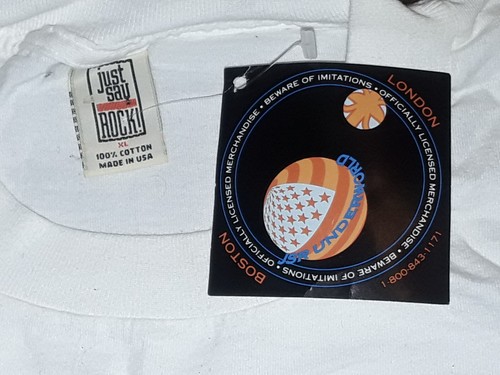 just
say
ROCK!
XL
100% COTTON
MADE IN USA
LONDON
BEWARE OF IMITATIONS • OFFICIALLY LICENSED MERCHANDISE • BEWARE OF IMITATIONS • OFFICIALLY LICENSED MERCHANDISE •
UNDERWORLD
BOSTON
1-800-843-1171